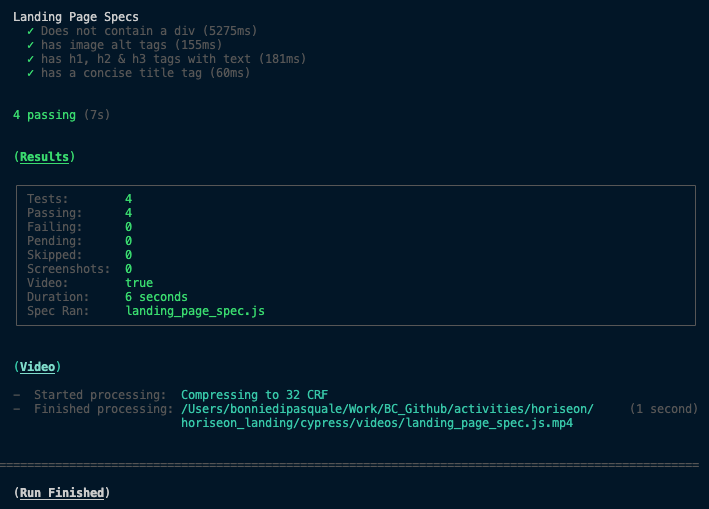 Landing Page Specs
✓ Does not contain a div (5275ms)
✓ has image alt tags (155ms)
✓ has h1, h2 & h3 tags with text (181ms)
✓ has a concise title tag (60ms)
4 passing (7s)
(Results)
Tests: 4
Passing: 4
Failing: 0
Pending: 0
Skipped: 0
Screenshots: 0
Video: true
Duration: 6 seconds
Spec Ran: landing_page_spec.js
(Video)
- Started processing: Compressing to 32 CRF
- Finished processing: /Users/bonniedipasquale/Work/BC_Github/activities/horiseon/ (1 second)
horiseon_landing/cypress/videos/landing_page_spec.js.mp4
(Run Finished)